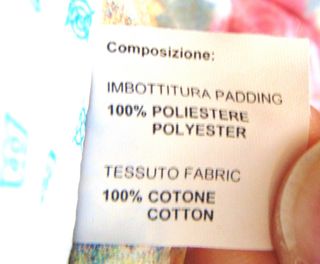 Composizione:
IMBOTTITURA PADDING
100% POLIESTERE
POLYESTER
TESSUTO FABRIC
100% COTONE
COTTON